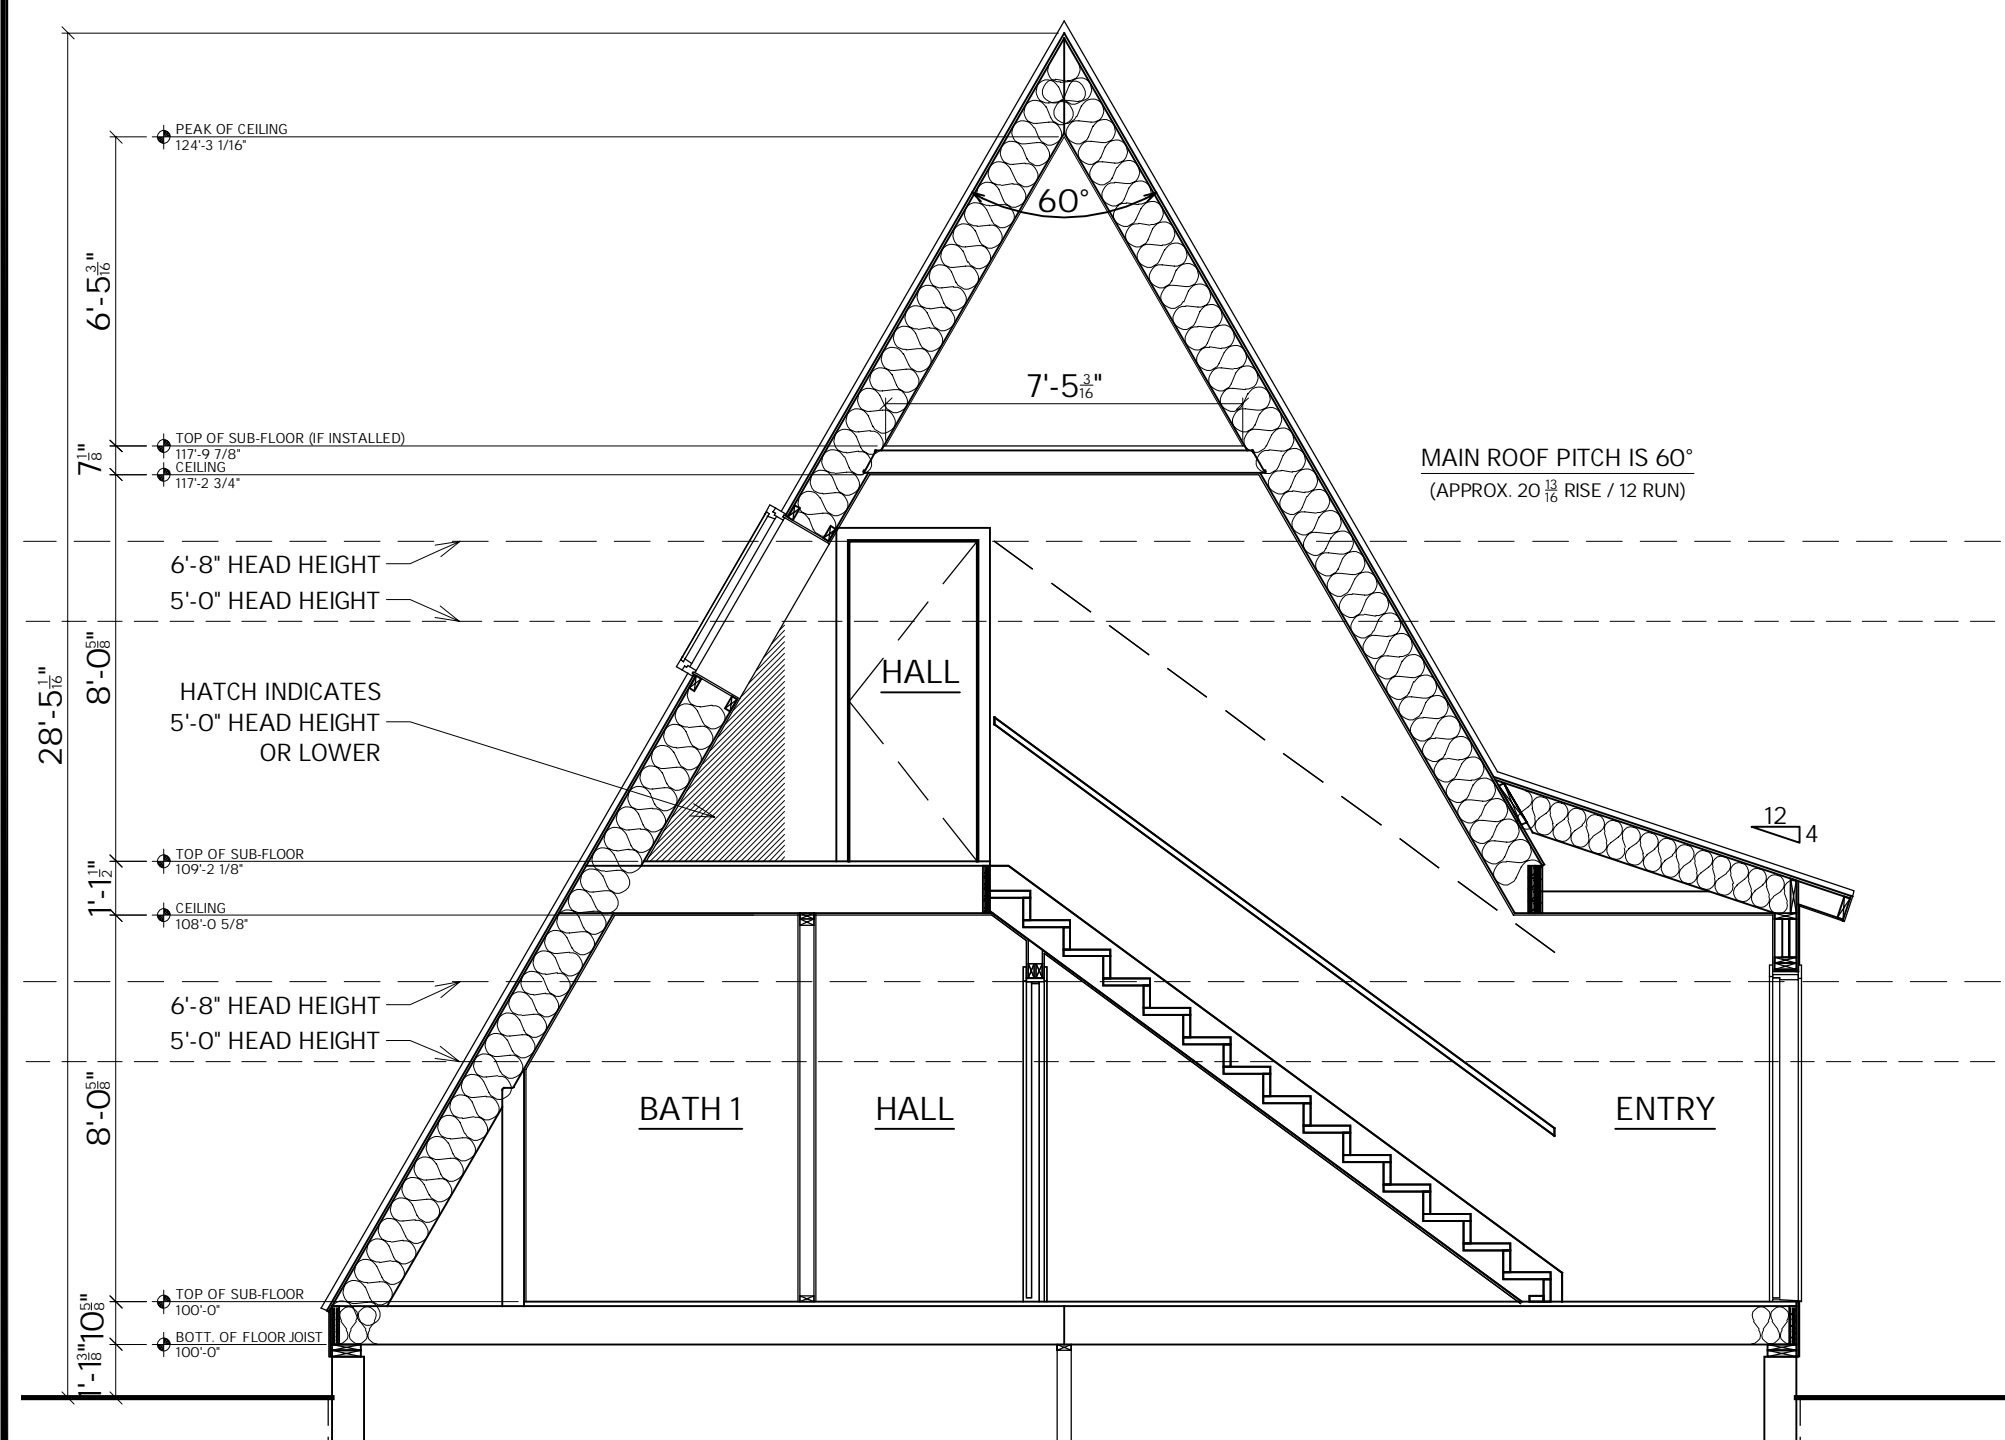 PEAK OF CEILING
124'-3 1/16"
60°
6'-5 3/16"
7'-5 3/16"
TOP OF SUB-FLOOR (IF INSTALLED)
117'-9 7/8"
CEILING
117'-2 3/4"
7 1/8"
MAIN ROOF PITCH IS 60°
(APPROX. 20 13/16 RISE / 12 RUN)
6'-8" HEAD HEIGHT
5'-0" HEAD HEIGHT
8'-0 5/8"
28'-5 1/16"
HALL
HATCH INDICATES
5'-0" HEAD HEIGHT
OR LOWER
12
4
TOP OF SUB-FLOOR
109'-2 1/8"
1'-1 1/2"
CEILING
108'-0 5/8"
6'-8" HEAD HEIGHT
5'-0" HEAD HEIGHT
8'-0 5/8"
BATH 1
HALL
ENTRY
TOP OF SUB-FLOOR
100'-0"
10 5/8"
BOTT. OF FLOOR JOIST
100'-0"
1'-1 3/8"